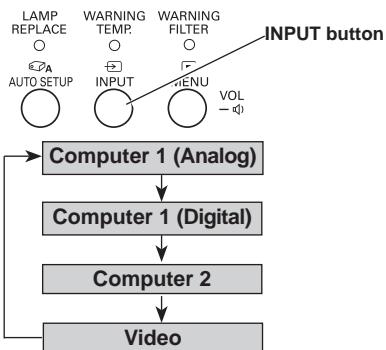 LAMP REPLACE
WARNING TEMP.
WARNING FILTER
INPUT button
A
AUTO SETUP
INPUT
MENU
VOL
Computer 1 (Analog)
Computer 1 (Digital)
Computer 2
Video